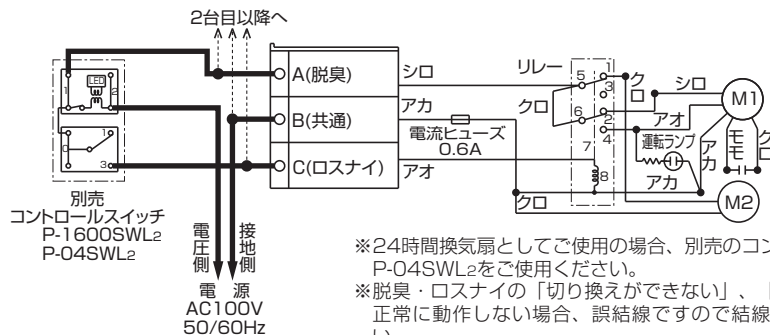 2台目以降へ
LED
1
2
0
1
3
別売
コントロールスイッチ
P-1600SWL2
P-04SWL2
A(脱臭)
B(共通)
C(ロスナイ)
シロ
アカ
電流ヒューズ
0.6A
アオ
リレー
クロ
5
1
3
6
2
4
7
8
クロ
シロ
アオ
運転ランプ
アカ
アカ
クロ
モモ
クロ
M1
M2
電圧側
接地側
電 源
AC100V
50/60Hz
※24時間換気扇としてご使用の場合、別売のコン
P-04SWL2をご使用ください。
※脱臭・ロスナイの「切り換えができない」、「
正常に動作しない場合、誤結線ですので結線
い。